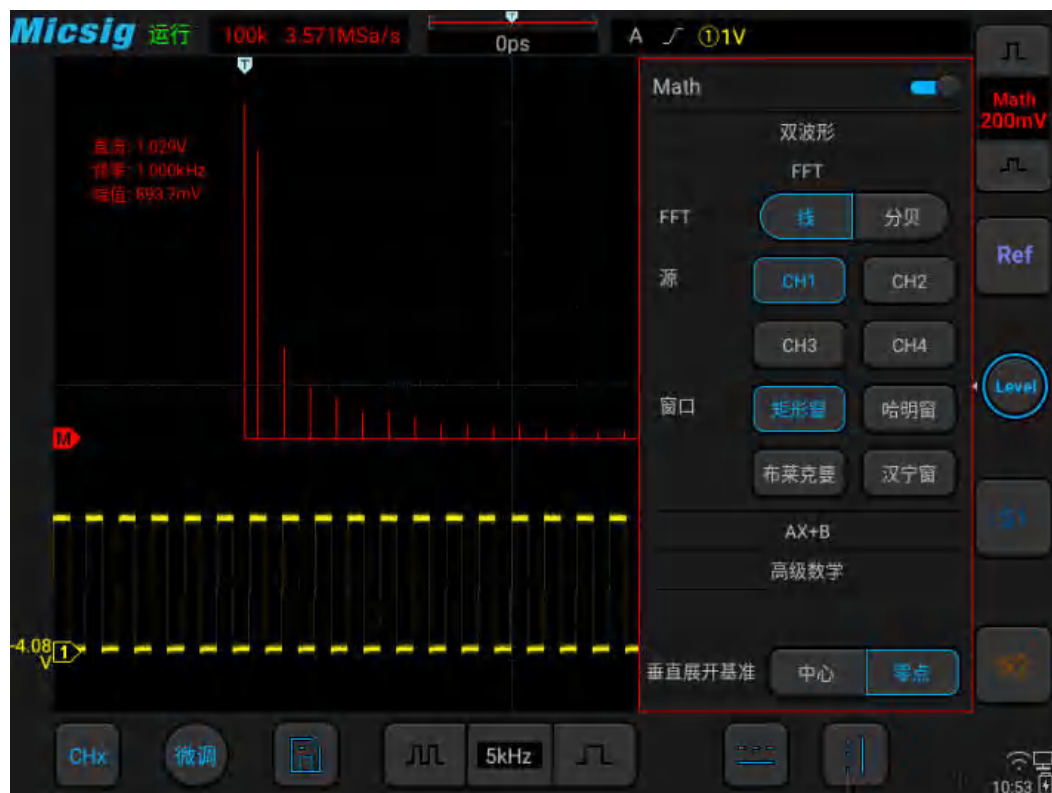 Micsig 运行 100k 3.571MSa/s 0ps A ①1V
T
T
Math
Math
200mV
直流: 1.029V
频率: 1.000kHz
幅值: 893.7mV
双波形
FFT
FFT 线 分贝
Ref
源 CH1 CH2
CH3 CH4
Level
窗口 矩形窗 哈明窗
M
布莱克曼 汉宁窗
S1
AX+B
高级数学
-4.08
V
1
S2
垂直展开基准 中心 零点
CHx 微调 5kHz
10:53